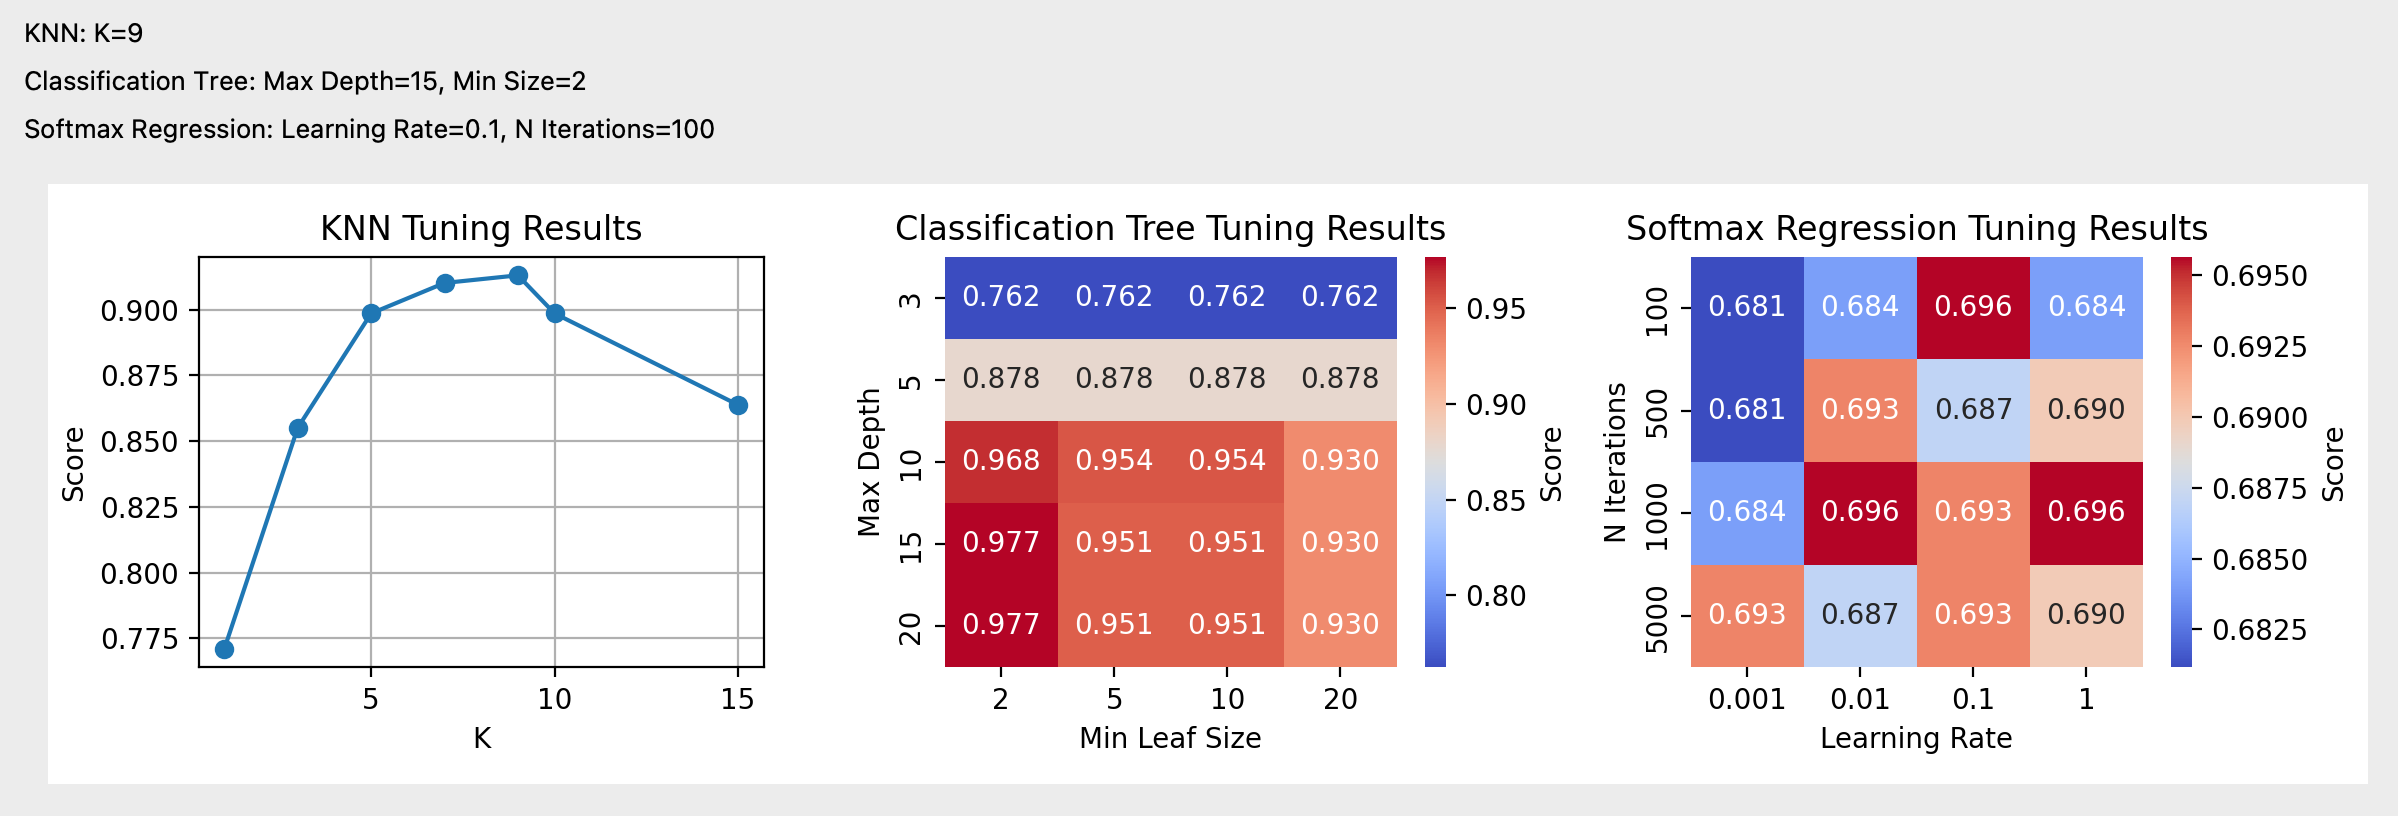 KNN: K=9
Classification Tree: Max Depth=15, Min Size=2
Softmax Regression: Learning Rate=0.1, N Iterations=100
KNN Tuning Results
Score
0.900
0.875
0.850
0.825
0.800
0.775
5 10 15
K
Classification Tree Tuning Results
Max Depth
3 0.762 0.762 0.762 0.762
5 0.878 0.878 0.878 0.878
10 0.968 0.954 0.954 0.930
15 0.977 0.951 0.951 0.930
20 0.977 0.951 0.951 0.930
2 5 10 20
Min Leaf Size
0.95
0.90
0.85
0.80
Score
Softmax Regression Tuning Results
N Iterations
100 0.681 0.684 0.696 0.684
500 0.681 0.693 0.687 0.690
1000 0.684 0.696 0.693 0.696
5000 0.693 0.687 0.693 0.690
0.001 0.01 0.1 1
Learning Rate
0.6950
0.6925
0.6900
0.6875
0.6850
0.6825
Score